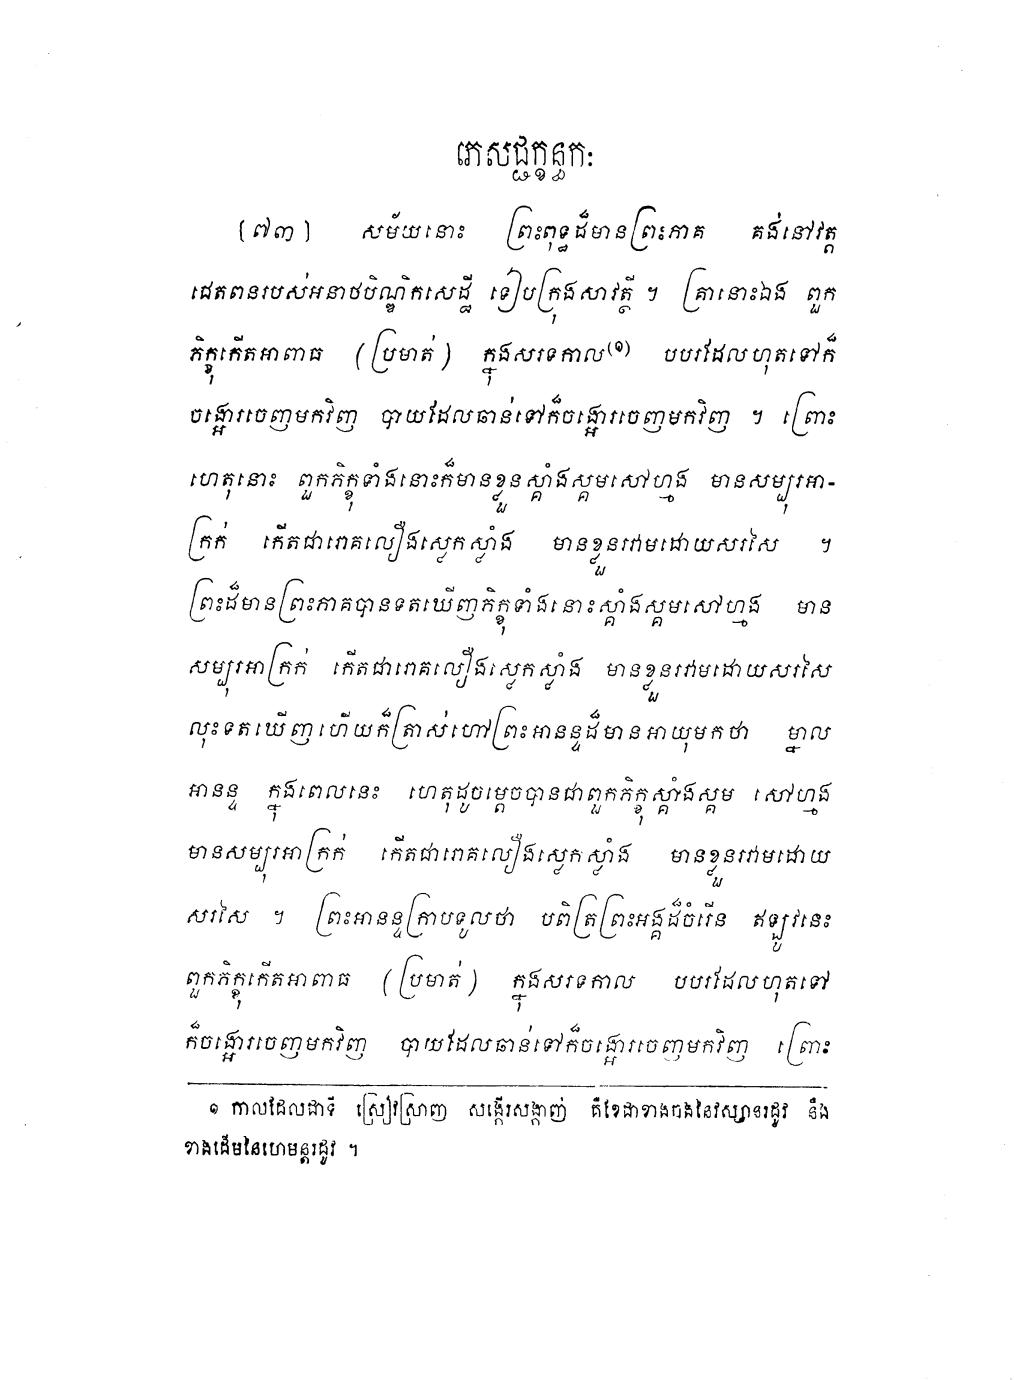 ភេសជ្ជក្ខន្ធកៈ
[៧៣] សម័យនោះ ព្រះពុទ្ធដ៏មានព្រះភាគ គង់នៅវត្ត
ជេតពនរបស់អនាថបិណ្ឌិកសេដ្ឋី ទៀបក្រុងសាវត្ថី ។ គ្រានោះឯង ពួក
ភិក្ខុកើតអាពាធ (ប្រមាត់) ក្នុងសរទកាល(១) បបរដែលហុតទៅក៏
ចង្អោរចេញមកវិញ បាយដែលឆាន់ទៅក៏ចង្អោរចេញមកវិញ ។ ព្រោះ
ហេតុនោះ ពួកភិក្ខុទាំងនោះក៏មានខ្លួនស្គាំងស្គមសៅហ្មង មានសម្បុរអា-
ក្រក់ កើតជារោគលឿងស្លេកស្លាំង មានខ្លួនរវាមដោយសរសៃ ។
ព្រះដ៏មានព្រះភាគបានទតឃើញភិក្ខុទាំងនោះស្គាំងស្គមសៅហ្មង មាន
សម្បុរអាក្រក់ កើតជារោគលឿងស្លេកស្លាំង មានខ្លួនរវាមដោយសរសៃ
លុះទតឃើញហើយក៏ត្រាស់ហៅព្រះអានន្ទដ៏មានអាយុមកថា ម្នាល
អានន្ទ ក្នុងពេលនេះ ហេតុដូចម្តេចបានជាពួកភិក្ខុស្គាំងស្គម សៅហ្មង
មានសម្បុរអាក្រក់ កើតជារោគលឿងស្លេកស្លាំង មានខ្លួនរវាមដោយ
សរសៃ ។ ព្រះអានន្ទក្រាបទូលថា បពិត្រព្រះអង្គដ៏ចំរើន ឥឡូវនេះ
ពួកភិក្ខុកើតអាពាធ (ប្រមាត់) ក្នុងសរទកាល បបរដែលហុតទៅ
ក៏ចង្អោរចេញមកវិញ បាយដែលឆាន់ទៅក៏ចង្អោរចេញមកវិញ ព្រោះ
១ កាលដែលជាទី ស្រៀវស្រាញ សង្កើរសង្កាញ់ គឺខែជាខាងចុងនៃវស្សានរដូវ និង
ខាងដើមនៃហេមន្តរដូវ ។